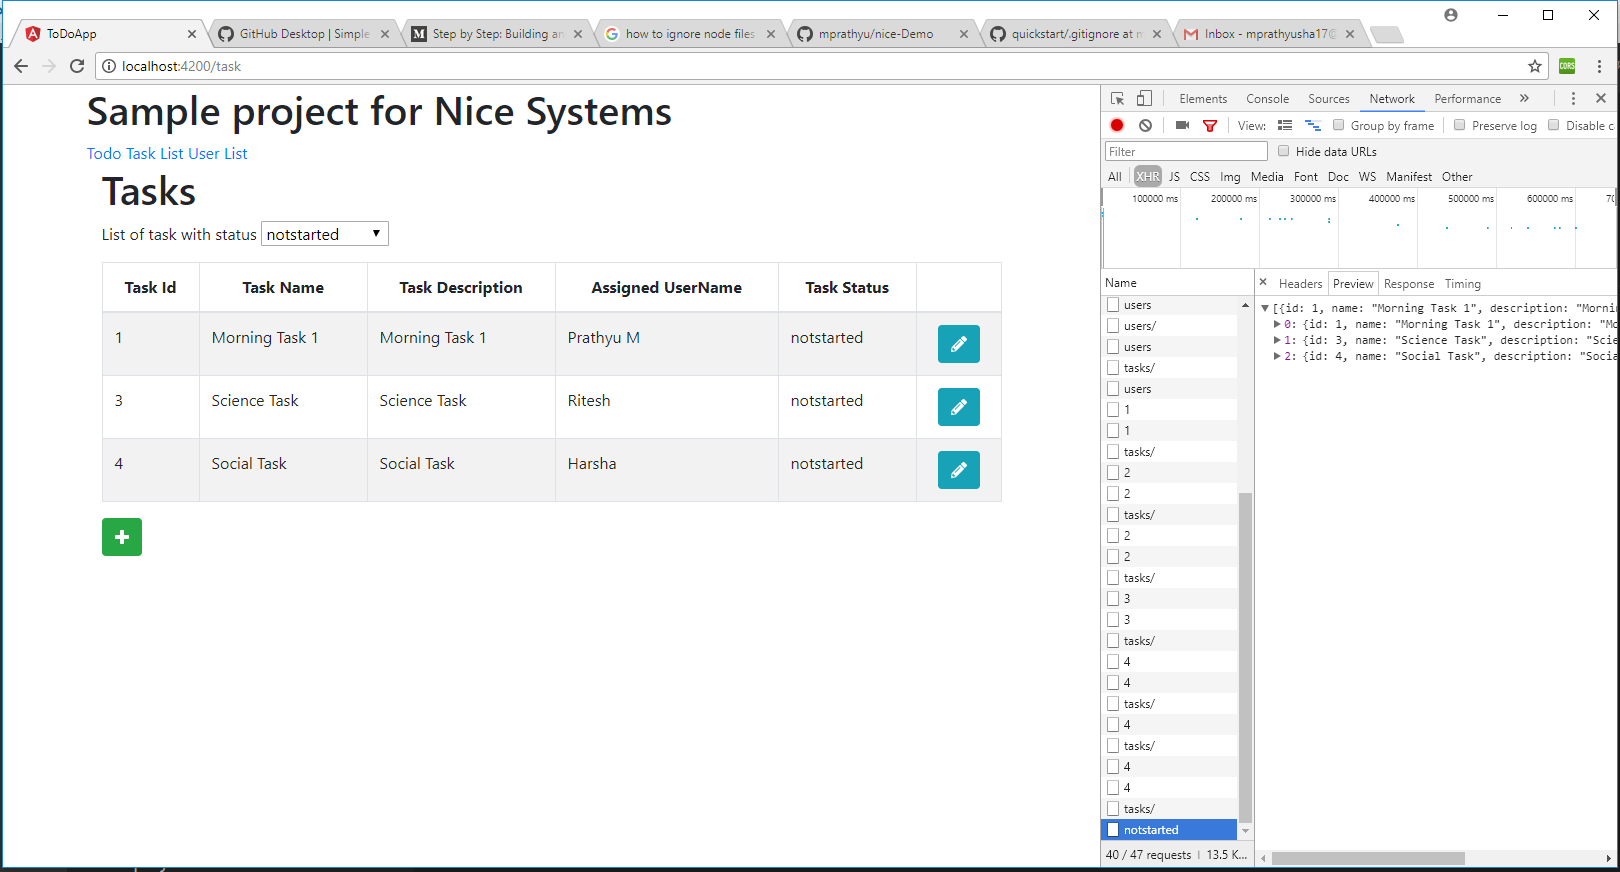 ToDoApp
GitHub Desktop | Simple
Step by Step: Building an
how to ignore node files
mprathyu/nice-Demo
quickstart/.gitignore at m
Inbox - mprathyusha17@
localhost:4200/task
CORS
Sample project for Nice Systems
Todo Task List User List
Tasks
List of task with status notstarted
Task Id Task Name Task Description Assigned UserName Task Status
1 Morning Task 1 Morning Task 1 Prathyu M notstarted
3 Science Task Science Task Ritesh notstarted
4 Social Task Social Task Harsha notstarted
Elements Console Sources Network Performance
View: Group by frame Preserve log Disable c
Filter Hide data URLs
All XHR JS CSS Img Media Font Doc WS Manifest Other
100000 ms 200000 ms 300000 ms 400000 ms 500000 ms 600000 ms 70
Name
users
users/
users
tasks/
users
1
1
tasks/
2
2
tasks/
2
2
tasks/
3
3
tasks/
4
4
tasks/
4
tasks/
4
4
tasks/
notstarted
40 / 47 requests | 13.5 K...
Headers Preview Response Timing
[{id: 1, name: "Morning Task 1", description: "Morni
0: {id: 1, name: "Morning Task 1", description: "Mo
1: {id: 3, name: "Science Task", description: "Scie
2: {id: 4, name: "Social Task", description: "Socia